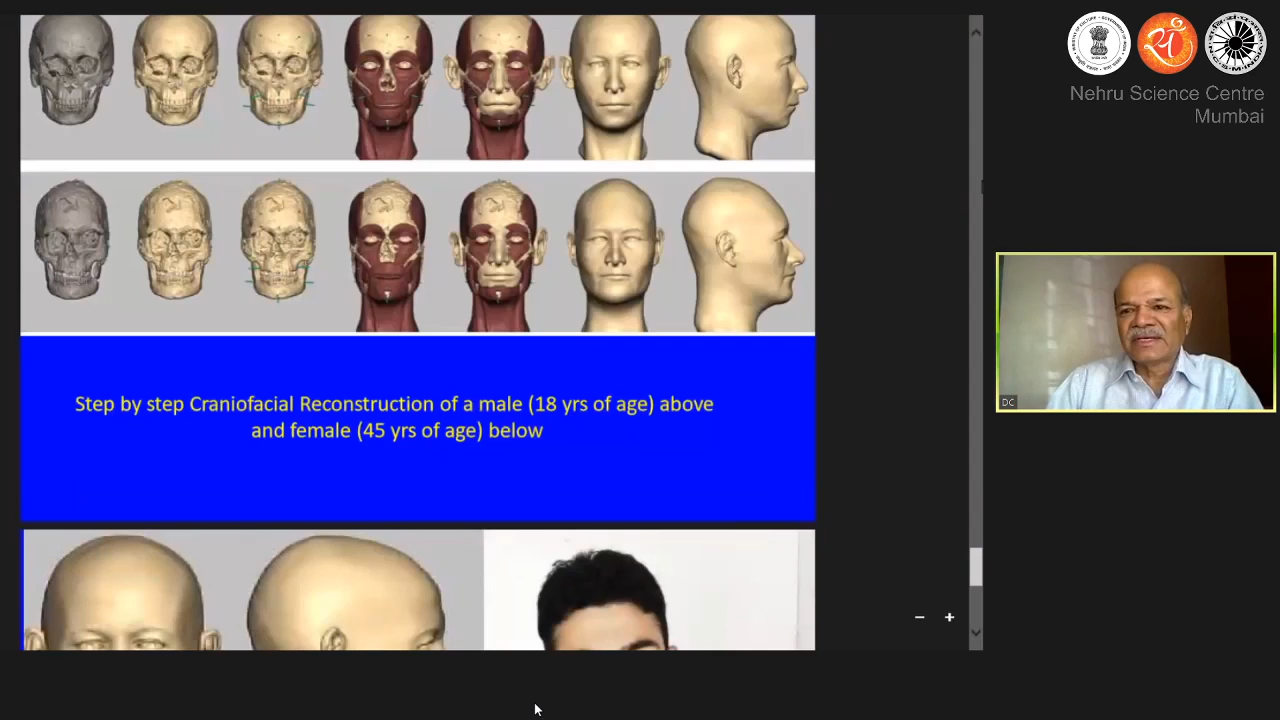 Nehru Science Centre
Mumbai
Step by step Craniofacial Reconstruction of a male (18 yrs of age) above
and female (45 yrs of age) below
DC